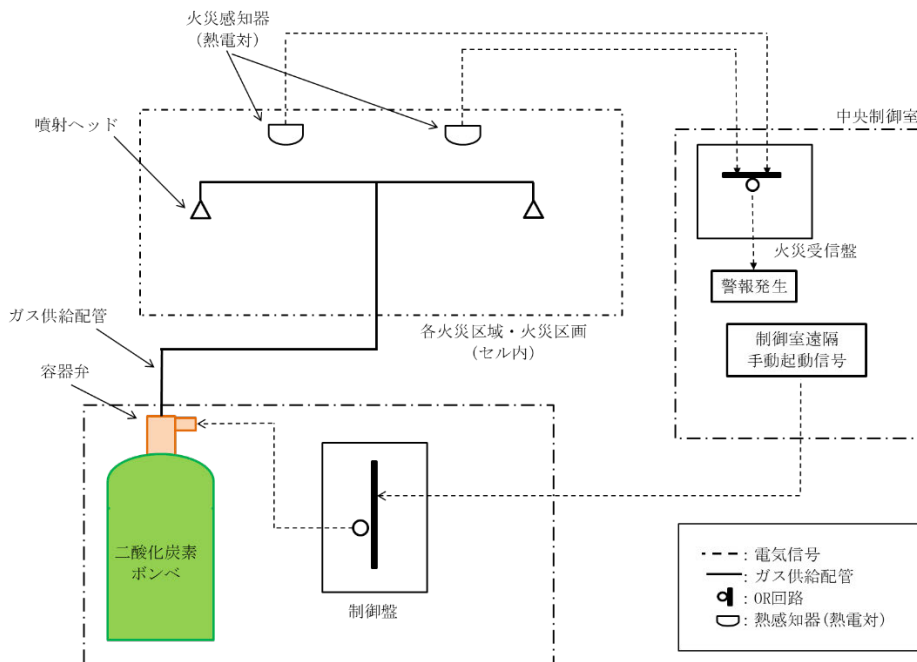 火災感知器
(熱電対)
中央制御室
噴射ヘッド
火災受信盤
警報発生
ガス供給配管
各火災区域・火災区画
(セル内)
制御室遠隔
手動起動信号
容器弁
二酸化炭素
ボンベ
制御盤
: 電気信号
: ガス供給配管
: OR回路
: 熱感知器(熱電対)